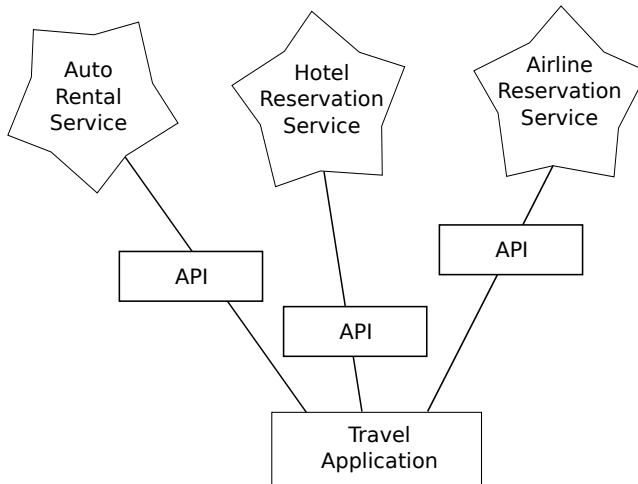 Auto
Rental
Service
Hotel
Reservation
Service
Airline
Reservation
Service
API
API
API
Travel
Application